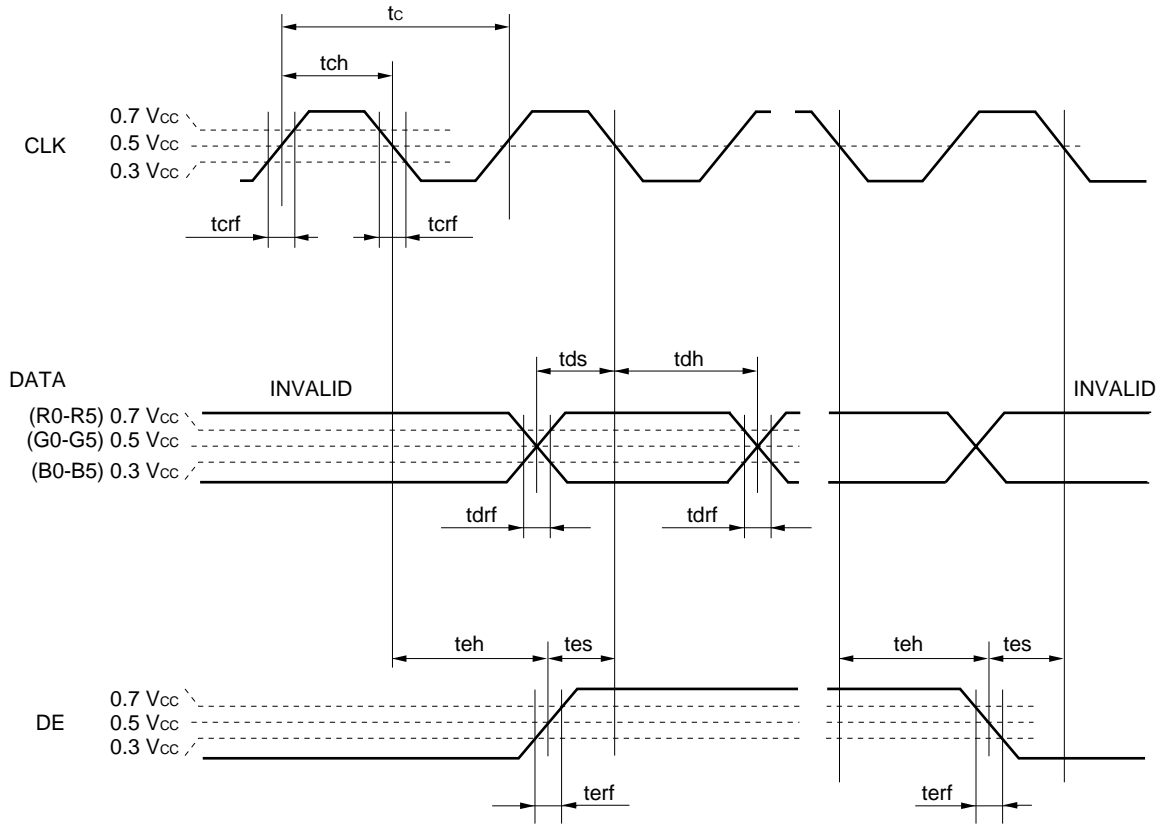 tc
tch
0.7 Vcc
CLK 0.5 Vcc
0.3 Vcc
tcrf tcrf
tds tdh
DATA
INVALID INVALID
(R0-R5) 0.7 Vcc
(G0-G5) 0.5 Vcc
(B0-B5) 0.3 Vcc
tdrf tdrf
teh tes teh tes
0.7 Vcc
DE 0.5 Vcc
0.3 Vcc
terf terf